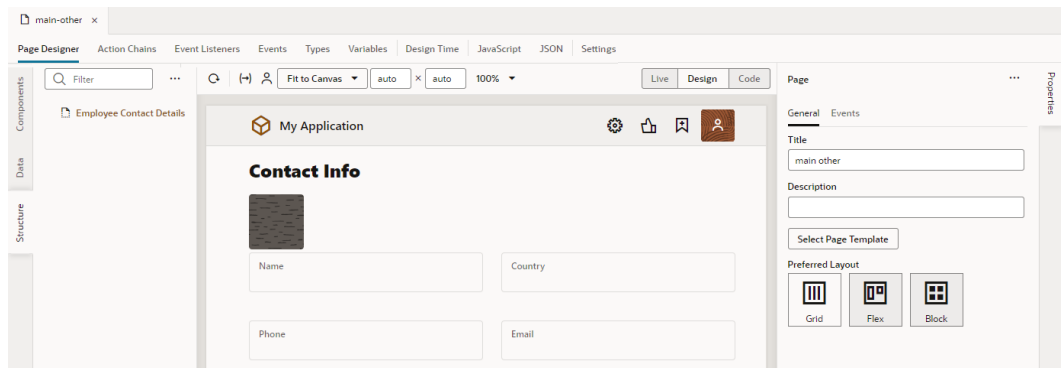 main-other ×
Page Designer Action Chains Event Listeners Events Types Variables Design Time JavaScript JSON Settings
Components
Data
Structure
Filter ...
Employee Contact Details
Fit to Canvas auto × auto 100% Live Design Code
My Application
Contact Info
Name Country
Phone Email
Page ...
General Events
Title
main other
Description
Select Page Template
Preferred Layout
Grid Flex Block
Properties